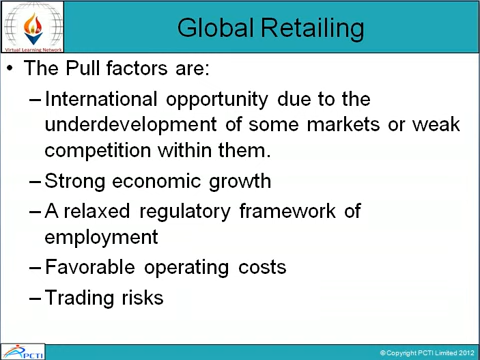 Global Retailing
Virtual Learning Network
• The Pull factors are:
– International opportunity due to the
underdevelopment of some markets or weak
competition within them.
– Strong economic growth
– A relaxed regulatory framework of
employment
– Favorable operating costs
– Trading risks
PCTI
©Copyright PCTI Limited 2012